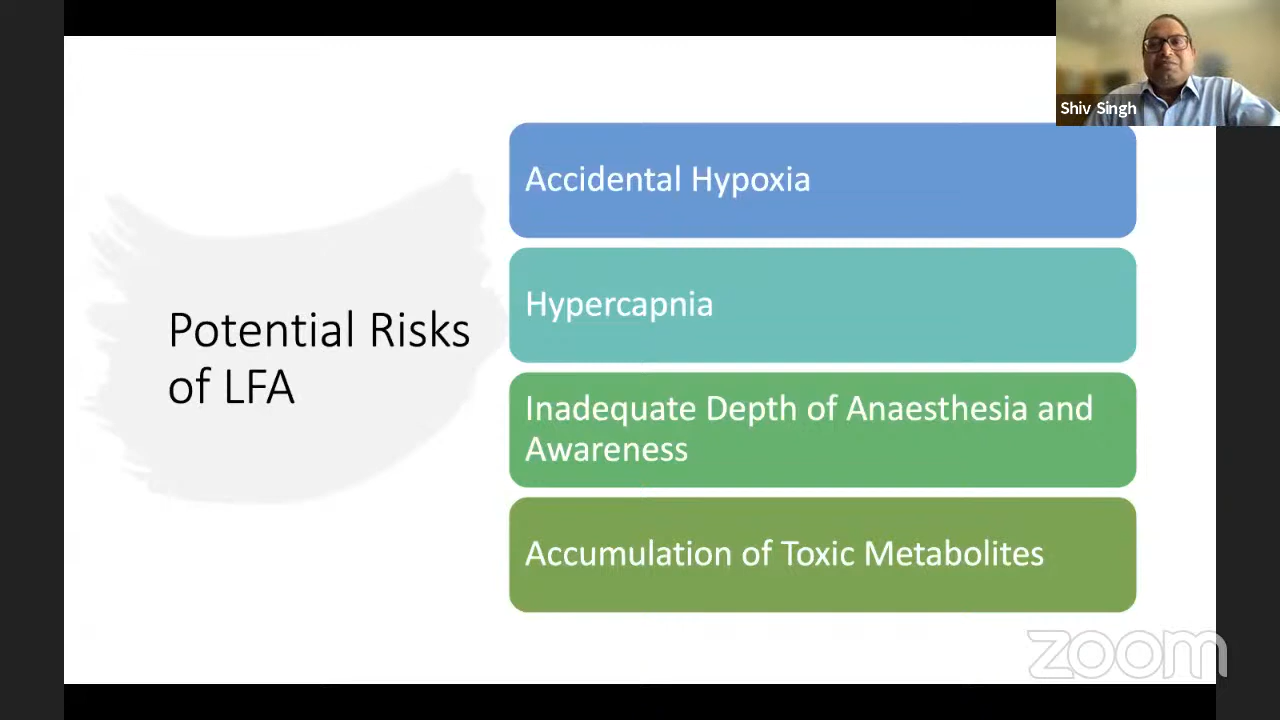 Shiv Singh
Potential Risks
of LFA
Accidental Hypoxia
Hypercapnia
Inadequate Depth of Anaesthesia and
Awareness
Accumulation of Toxic Metabolites
zoom